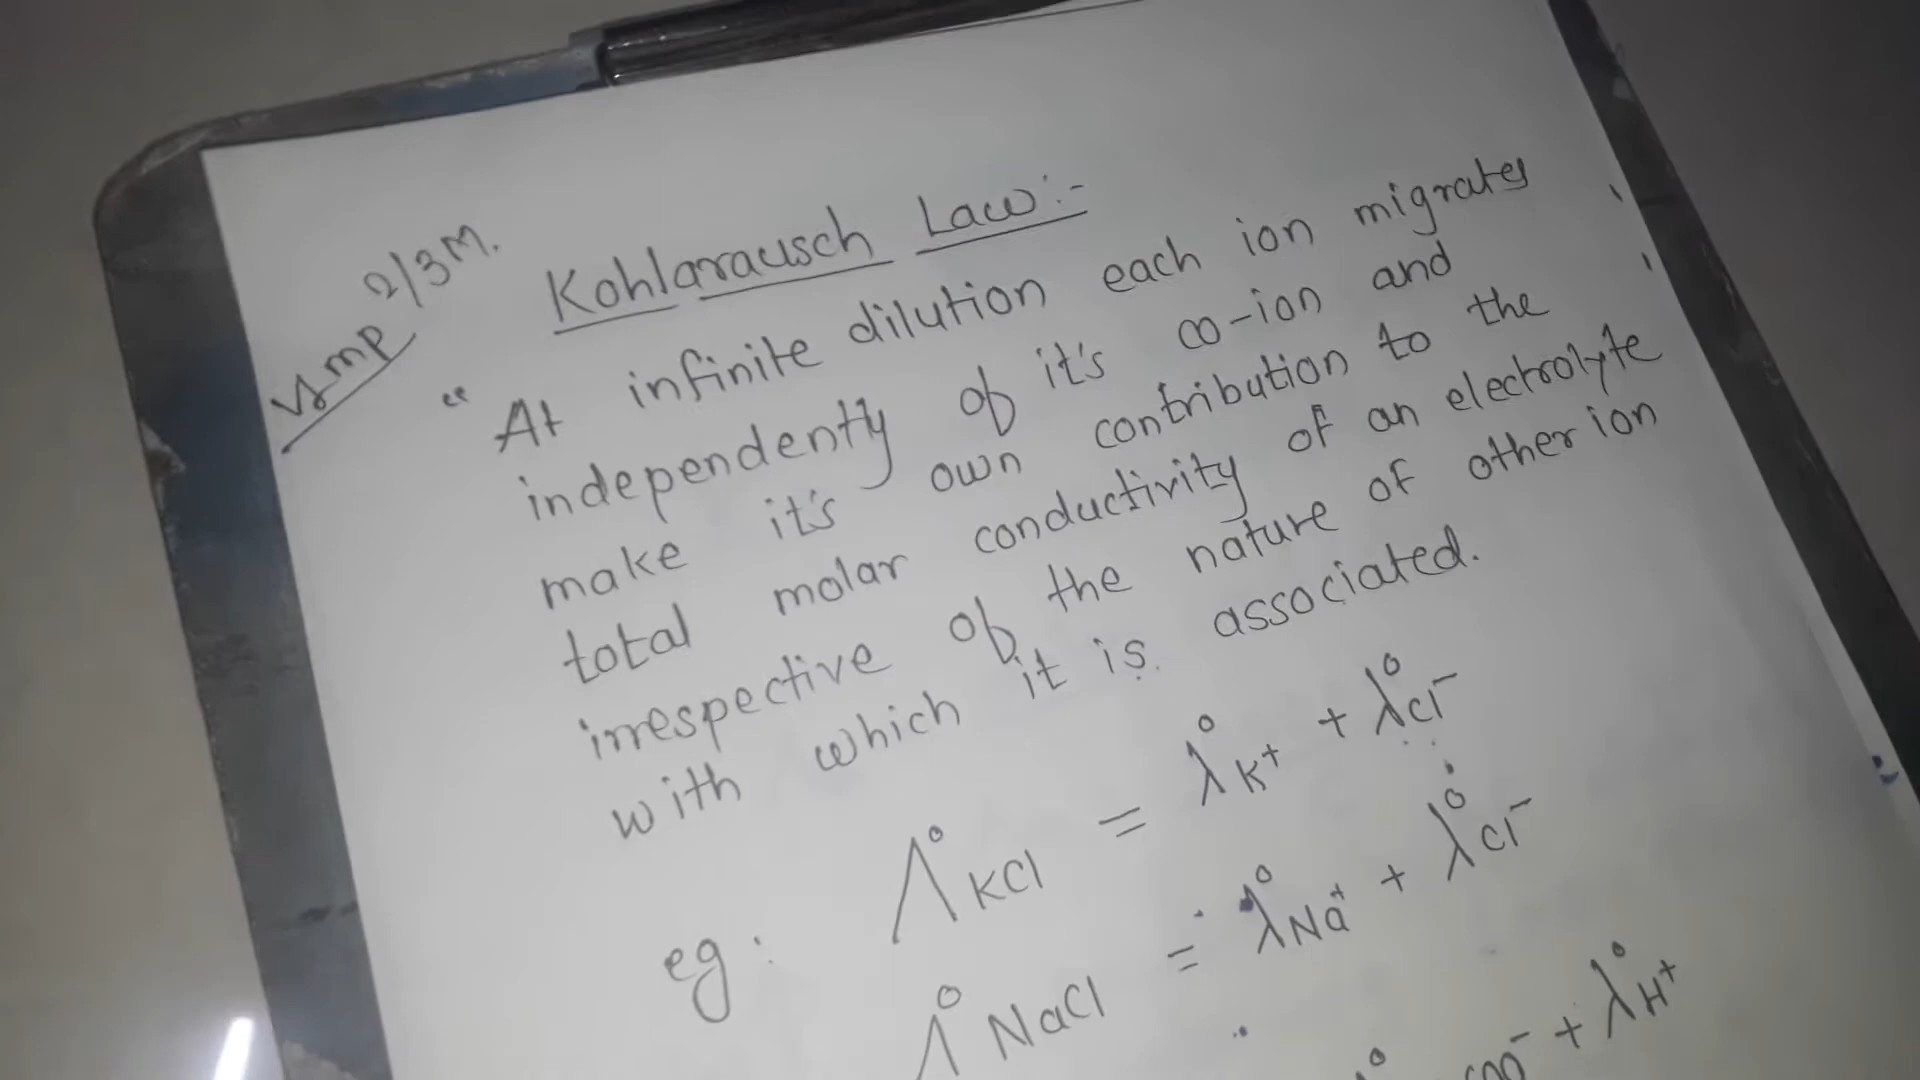 VImp 2/3M.
Kohlarausch Law:-
"At infinite dilution each ion migrates
independenty of it's co-ion and
make it's own contribution to the
total molar conductivity of an electrolyte
irrespective of the nature of other ion
with which it is associated.
eg: Λ°KCl = λ°K+ + λ°Cl-
Λ°NaCl = λ°Na+ + λ°Cl-
+ λ°H+